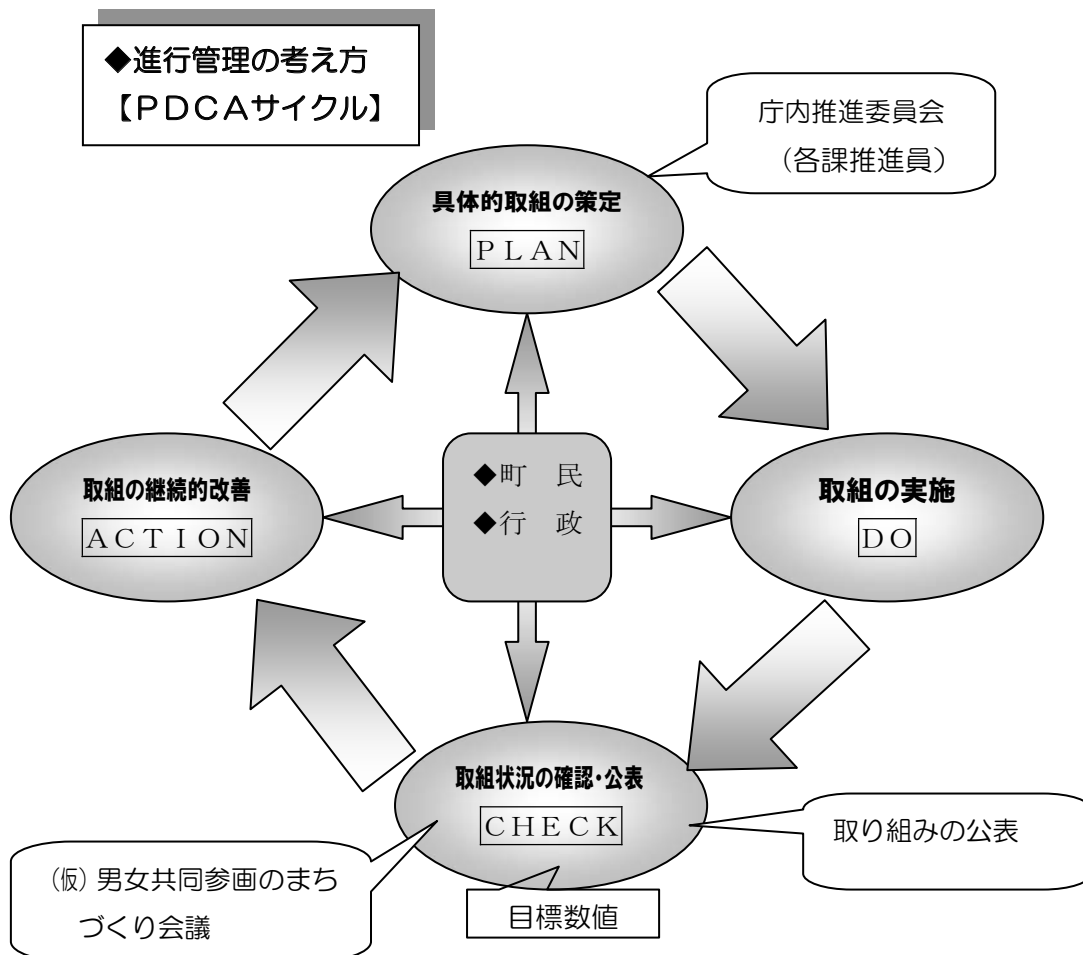 ◆進行管理の考え方
【PDCAサイクル】
庁内推進委員会
(各課推進員)
具体的取組の策定
PLAN
◆町 民
◆行 政
取組の継続的改善
ACTION
取組の実施
DO
取組状況の確認・公表
CHECK
取り組みの公表
㈮男女共同参画のまち
づくり会議
目標数値